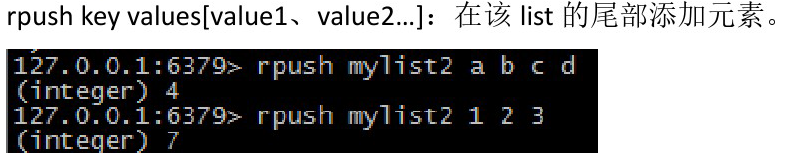 rpush key values[value1、value2…]：在该 list 的尾部添加元素。
127.0.0.1:6379> rpush mylist2 a b c d
(integer) 4
127.0.0.1:6379> rpush mylist2 1 2 3
(integer) 7